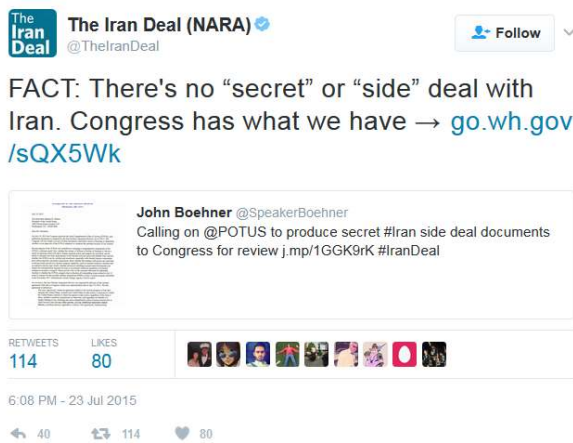 The
Iran
Deal
The Iran Deal (NARA)
@TheIranDeal
Follow
FACT: There's no “secret” or “side” deal with
Iran. Congress has what we have → go.wh.gov
/sQX5Wk
John Boehner @SpeakerBoehner
Calling on @POTUS to produce secret #Iran side deal documents
to Congress for review j.mp/1GGK9rK #IranDeal
RETWEETS LIKES
114 80
6:08 PM - 23 Jul 2015
40 114 80